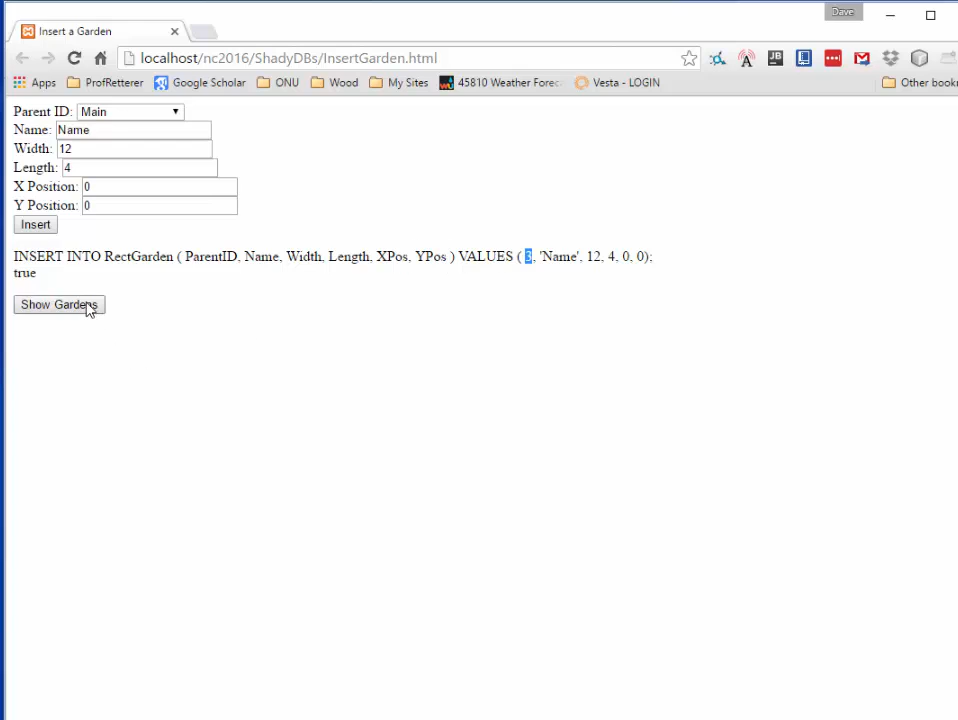 Dave
Insert a Garden
localhost/nc2016/ShadyDBs/InsertGarden.html
Apps ProfRetterer Google Scholar ONU Wood My Sites 45810 Weather Forec Vesta - LOGIN Other book
Parent ID: Main
Name: Name
Width: 12
Length: 4
X Position: 0
Y Position: 0
Insert
INSERT INTO RectGarden ( ParentID, Name, Width, Length, XPos, YPos ) VALUES ( 3, 'Name', 12, 4, 0, 0);
true
Show Gardens